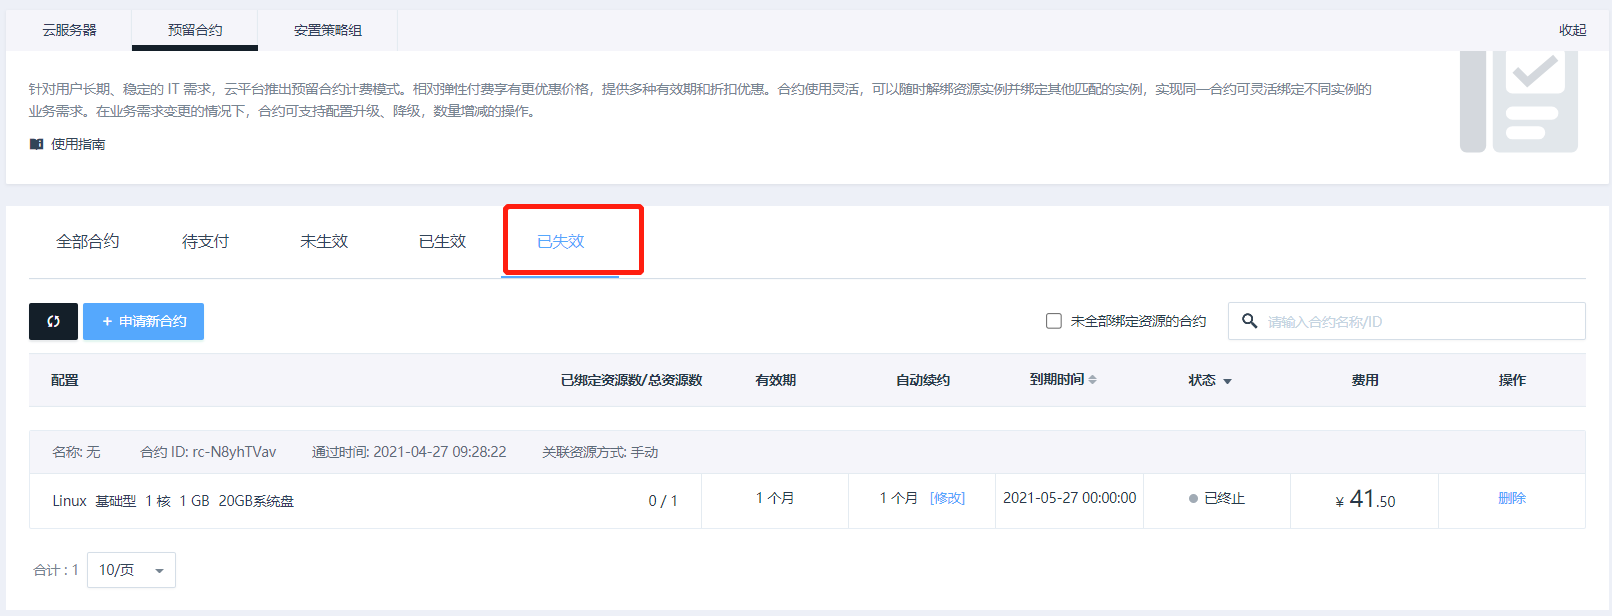 云服务器 预留合约 安置策略组 收起
针对用户长期、稳定的 IT 需求，云平台推出预留合约计费模式。相对弹性付费享有更优惠价格，提供多种有效期和折扣优惠。合约使用灵活，可以随时解绑资源实例并绑定其他匹配的实例，实现同一合约可灵活绑定不同实例的
业务需求。在业务需求变更的情况下，合约可支持配置升级、降级，数量增减的操作。
使用指南
全部合约 待支付 未生效 已生效 已失效
+ 申请新合约 未全部绑定资源的合约 请输入合约名称/ID
配置 已绑定资源数/总资源数 有效期 自动续约 到期时间 状态 费用 操作
名称: 无 合约 ID: rc-N8yhTVav 通过时间: 2021-04-27 09:28:22 关联资源方式: 手动
Linux 基础型 1 核 1 GB 20GB系统盘 0 / 1 1 个月 1 个月 [修改] 2021-05-27 00:00:00 已终止 ¥ 41.50 删除
合计 : 1 10/页